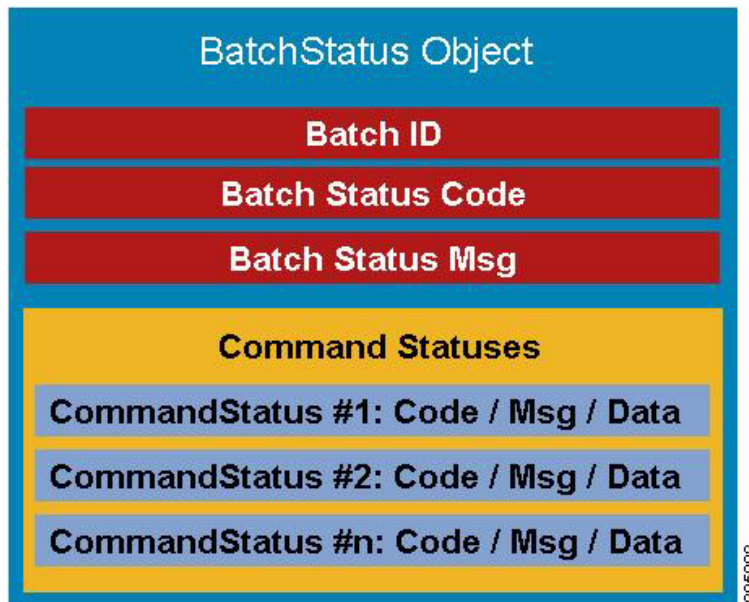 BatchStatus Object
Batch ID
Batch Status Code
Batch Status Msg
Command Statuses
CommandStatus #1: Code / Msg / Data
CommandStatus #2: Code / Msg / Data
CommandStatus #n: Code / Msg / Data